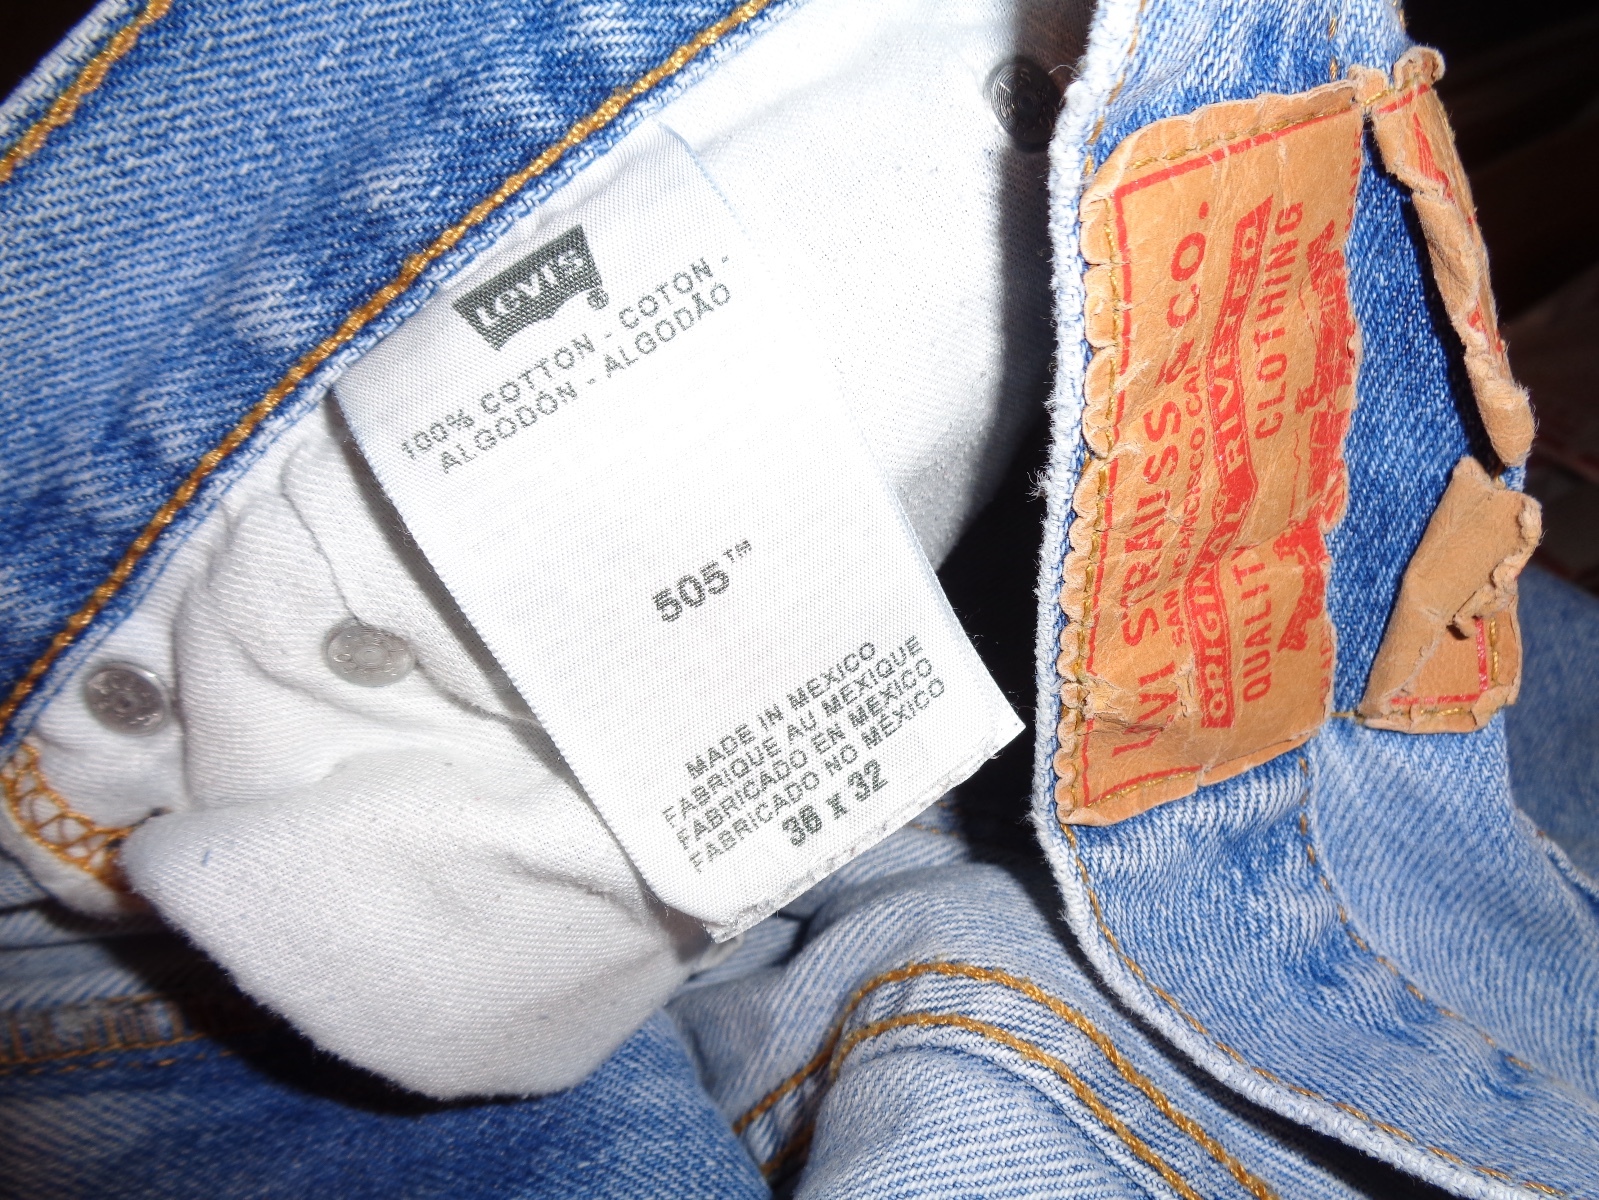 LEVI'S®
100% COTTON - COTON -
ALGODÓN - ALGODÃO
505™
MADE IN MEXICO
FABRIQUE AU MEXIQUE
FABRICADO EN MEXICO
FABRICADO NO MÉXICO
36 x 32
LEVI STRAUSS & CO.
SAN FRANCISCO, CAL.
ORIGINAL RIVETED
QUALITY CLOTHING